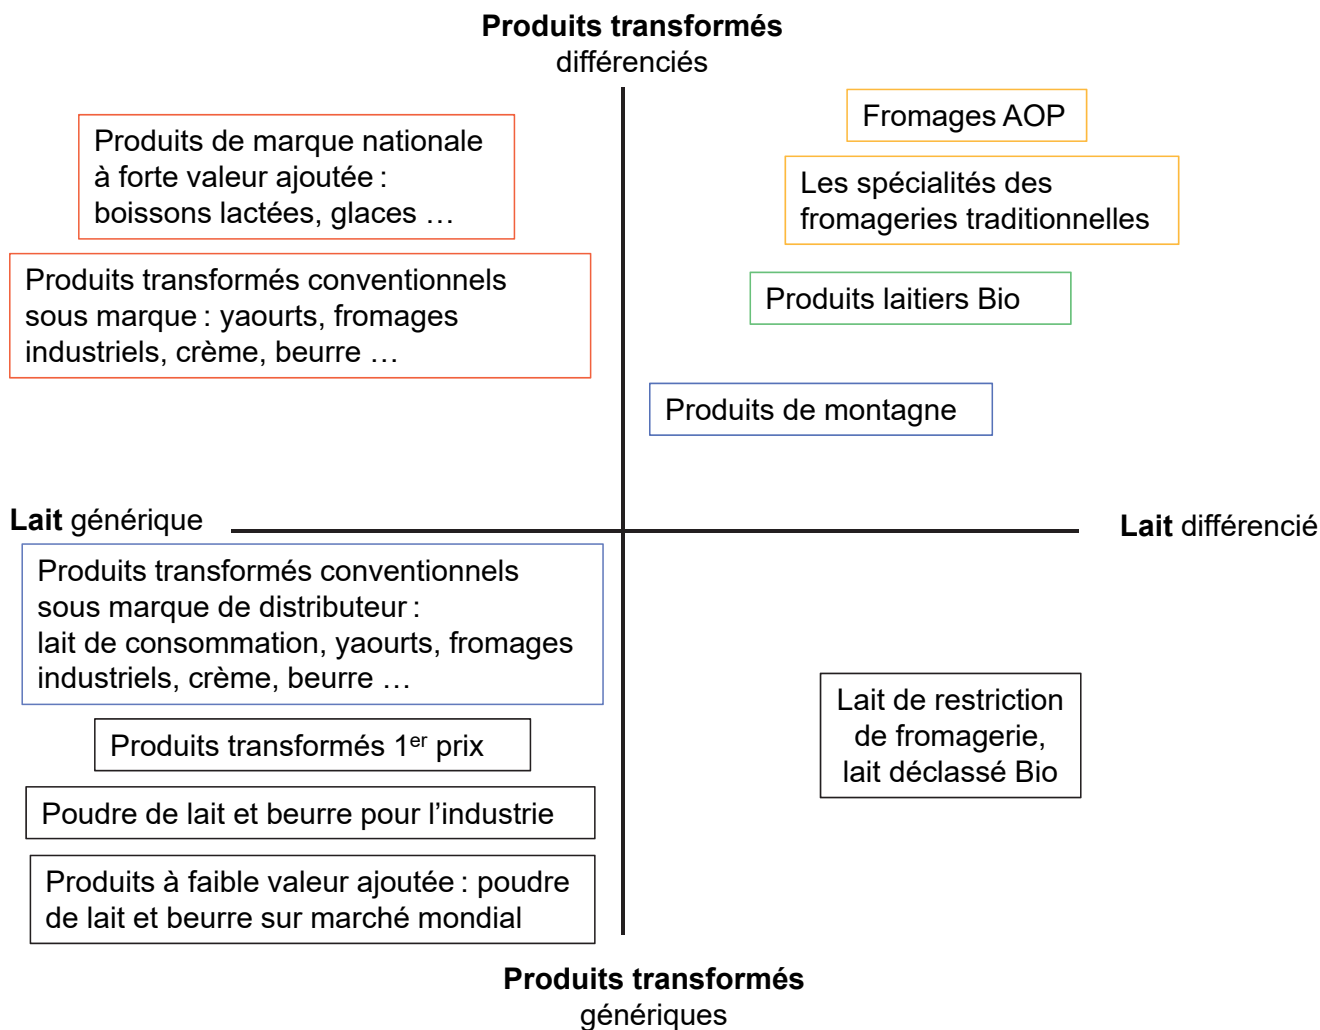 Produits transformés
différenciés
Produits de marque nationale
à forte valeur ajoutée :
boissons lactées, glaces …
Produits transformés conventionnels
sous marque : yaourts, fromages
industriels, crème, beurre …
Fromages AOP
Les spécialités des
fromageries traditionnelles
Produits laitiers Bio
Produits de montagne
Lait générique
Lait différencié
Produits transformés conventionnels
sous marque de distributeur :
lait de consommation, yaourts, fromages
industriels, crème, beurre …
Produits transformés 1er prix
Poudre de lait et beurre pour l’industrie
Produits à faible valeur ajoutée : poudre
de lait et beurre sur marché mondial
Lait de restriction
de fromagerie,
lait déclassé Bio
Produits transformés
génériques